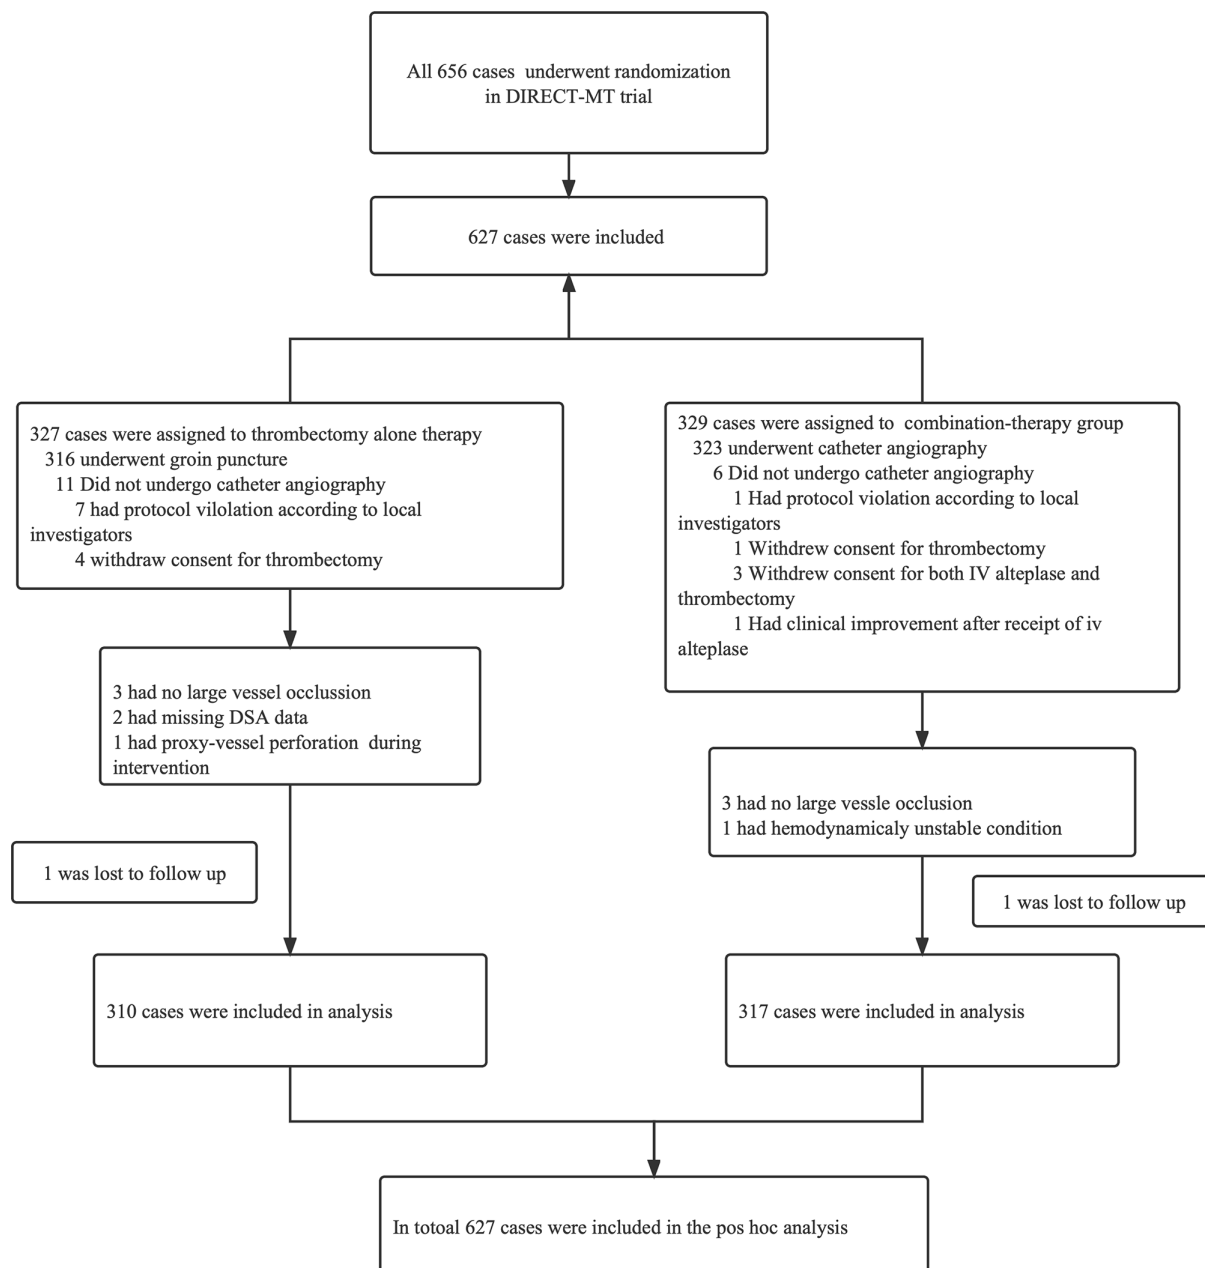 All 656 cases underwent randomization
in DIRECT-MT trial
627 cases were included
327 cases were assigned to thrombectomy alone therapy
316 underwent groin puncture
11 Did not undergo catheter angiography
7 had protocol vilolation according to local
investigators
4 withdraw consent for thrombectomy
329 cases were assigned to combination-therapy group
323 underwent catheter angiography
6 Did not undergo catheter angiography
1 Had protocol violation according to local
investigators
1 Withdrew consent for thrombectomy
3 Withdrew consent for both IV alteplase and
thrombectomy
1 Had clinical improvement after receipt of iv
alteplase
3 had no large vessel occlussion
2 had missing DSA data
1 had proxy-vessel perforation during
intervention
3 had no large vessle occlusion
1 had hemodynamicaly unstable condition
1 was lost to follow up
1 was lost to follow up
310 cases were included in analysis
317 cases were included in analysis
In totoal 627 cases were included in the pos hoc analysis